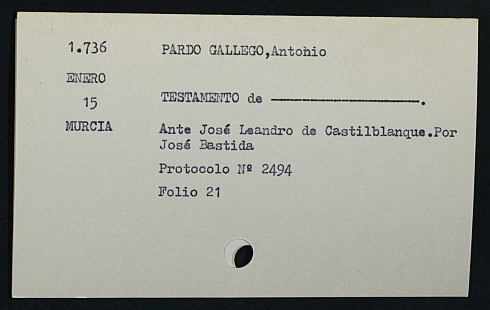 1.736 PARDO GALLEGO,Antonio
ENERO
15 TESTAMENTO de ————————————.
MURCIA Ante José Leandro de Castilblanque.Por
José Bastida
Protocolo Nº 2494
Folio 21